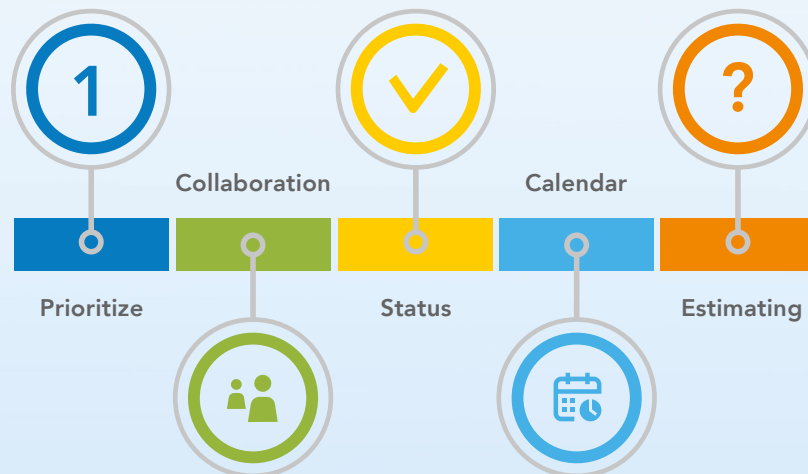 1
?
Collaboration
Calendar
Prioritize
Status
Estimating